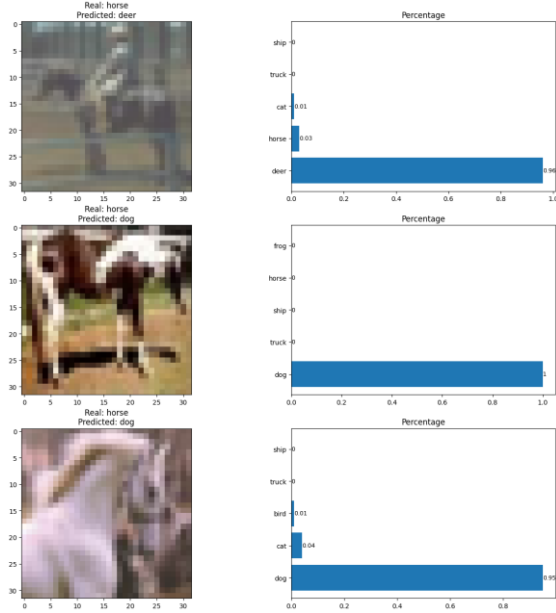 Real: horse
Predicted: deer
0
5
10
15
20
25
30
0 5 10 15 20 25 30
Percentage
ship 0
truck 0
cat 0.01
horse 0.03
deer 0.96
0.0 0.2 0.4 0.6 0.8 1.0
Real: horse
Predicted: dog
0
5
10
15
20
25
30
0 5 10 15 20 25 30
Percentage
frog 0
horse 0
ship 0
truck 0
dog 1
0.0 0.2 0.4 0.6 0.8 1.0
Real: horse
Predicted: dog
0
5
10
15
20
25
30
0 5 10 15 20 25 30
Percentage
ship 0
truck 0
bird 0.01
cat 0.04
dog 0.95
0.0 0.2 0.4 0.6 0.8